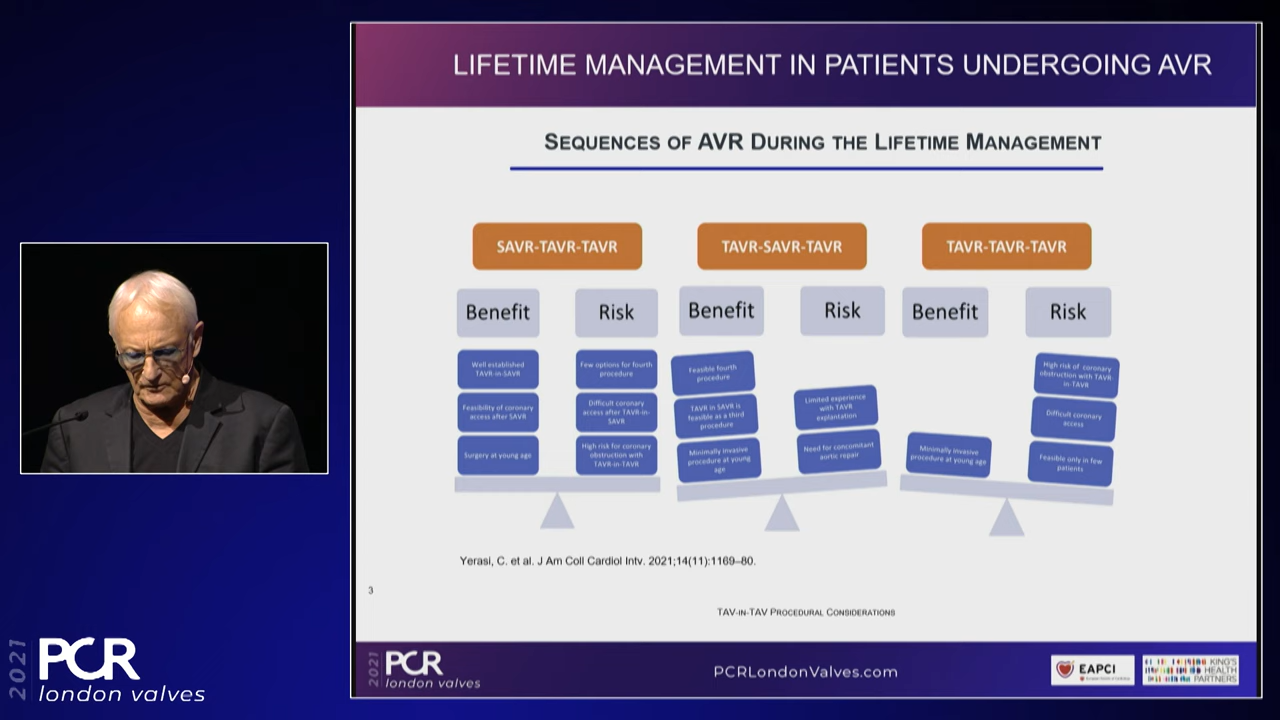 LIFETIME MANAGEMENT IN PATIENTS UNDERGOING AVR
SEQUENCES OF AVR DURING THE LIFETIME MANAGEMENT
SAVR-TAVR-TAVR
Benefit
Risk
Well established
TAVR-in-SAVR
Feasibility of coronary
access after SAVR
Surgery at young age
Few options for fourth
procedure
Difficult coronary
access after TAVR-in-
SAVR
High risk for coronary
obstruction with
TAVR-in-TAVR
TAVR-SAVR-TAVR
Benefit
Risk
Feasible fourth
procedure
TAVR in SAVR is
feasible as a third
procedure
Minimally invasive
procedure at young
age
Limited experience
with TAVR
explantation
Need for concomitant
aortic repair
TAVR-TAVR-TAVR
Benefit
Risk
Minimally invasive
procedure at young age
High risk of coronary
obstruction with TAVR-
in-TAVR
Difficult coronary
access
Feasible only in few
patients
Yerasi, C. et al. J Am Coll Cardiol Intv. 2021;14(11):1169–80.
3
TAV-IN-TAV PROCEDURAL CONSIDERATIONS
2021
PCR
london valves
PCRLondonValves.com
EAPCI
KING'S
HEALTH
PARTNERS
2021
PCR
london valves